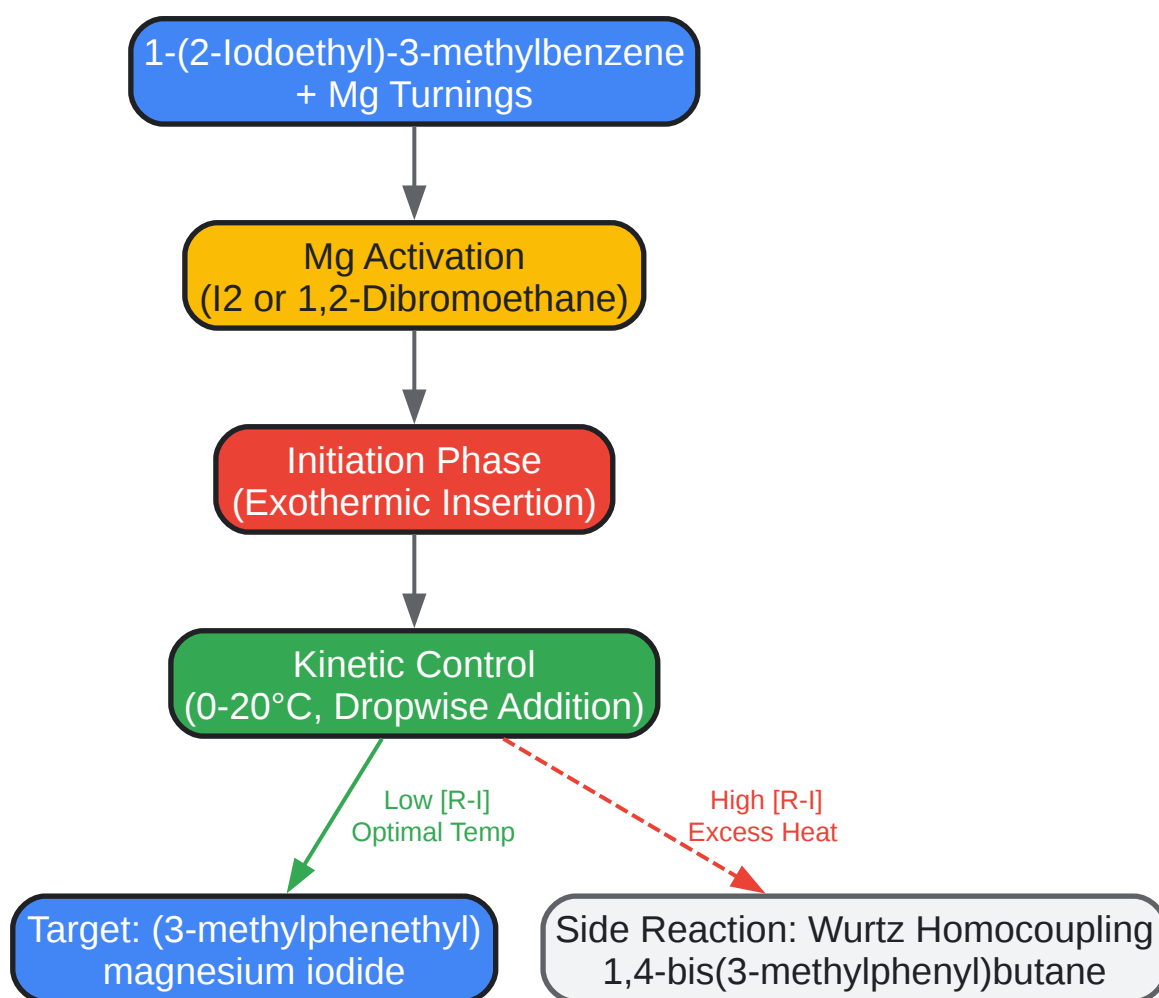 1-(2-Iodoethyl)-3-methylbenzene
+ Mg Turnings
Mg Activation
(I2 or 1,2-Dibromoethane)
Initiation Phase
(Exothermic Insertion)
Kinetic Control
(0-20°C, Dropwise Addition)
Low [R-I]
Optimal Temp
High [R-I]
Excess Heat
Target: (3-methylphenethyl)
magnesium iodide
Side Reaction: Wurtz Homocoupling
1,4-bis(3-methylphenyl)butane